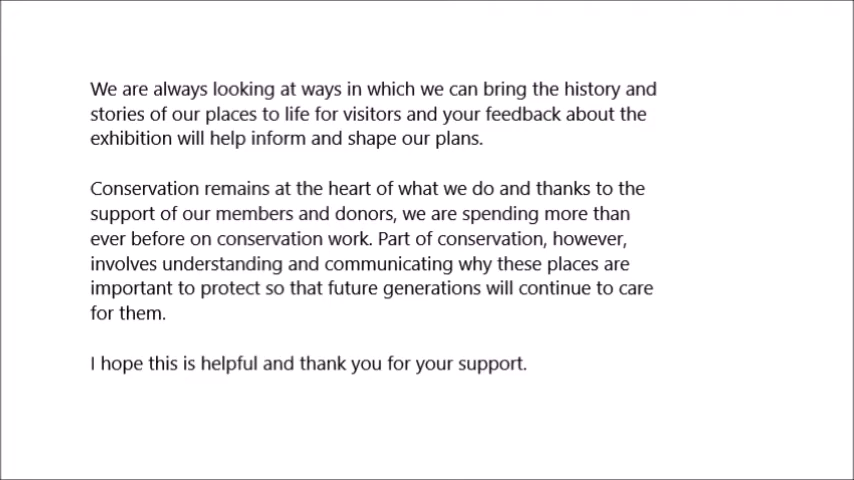 We are always looking at ways in which we can bring the history and
stories of our places to life for visitors and your feedback about the
exhibition will help inform and shape our plans.
Conservation remains at the heart of what we do and thanks to the
support of our members and donors, we are spending more than
ever before on conservation work. Part of conservation, however,
involves understanding and communicating why these places are
important to protect so that future generations will continue to care
for them.
I hope this is helpful and thank you for your support.